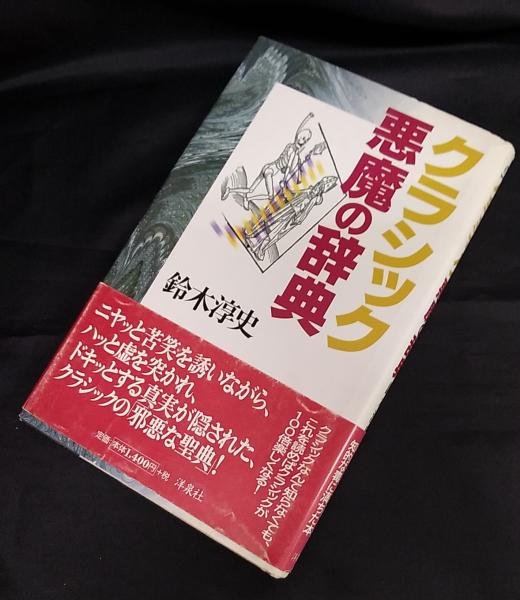 クラシック
悪魔の辞典
鈴木淳史
ニヤッと苦笑を誘いながら、
ハッと虚を突かれ、
ドキッとする真実が隠された、
クラシックの邪悪な聖典!
定価 本体1,400円+税 洋泉社
クラシックなんて知らなくても、
これを読めばクラシックが
100倍楽しくなる!